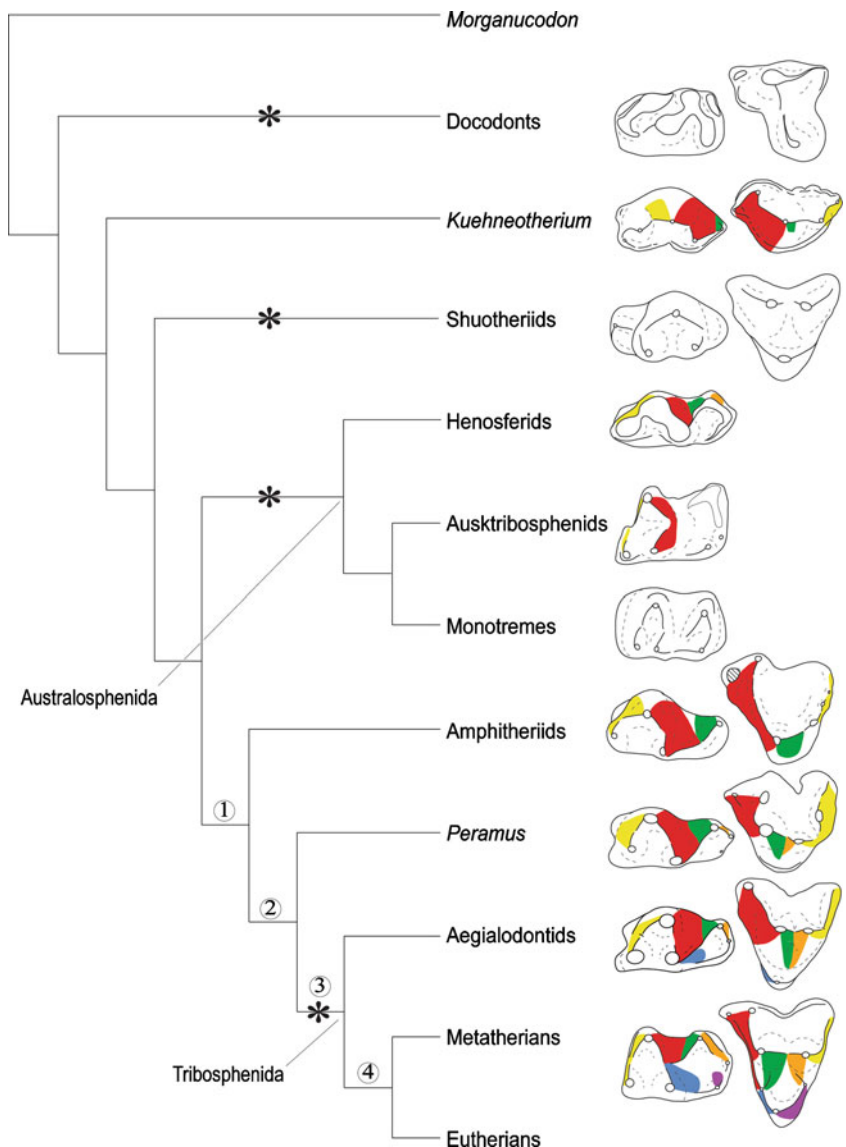 Morganucodon
*
Docodonts
Kuehneotherium
*
Shuotheriids
Henosferids
*
Ausktribosphenids
Monotremes
Australosphenida
Amphitheriids
1
Peramus
2
Aegialodontids
3
*
Metatherians
Tribosphenida
4
Eutherians